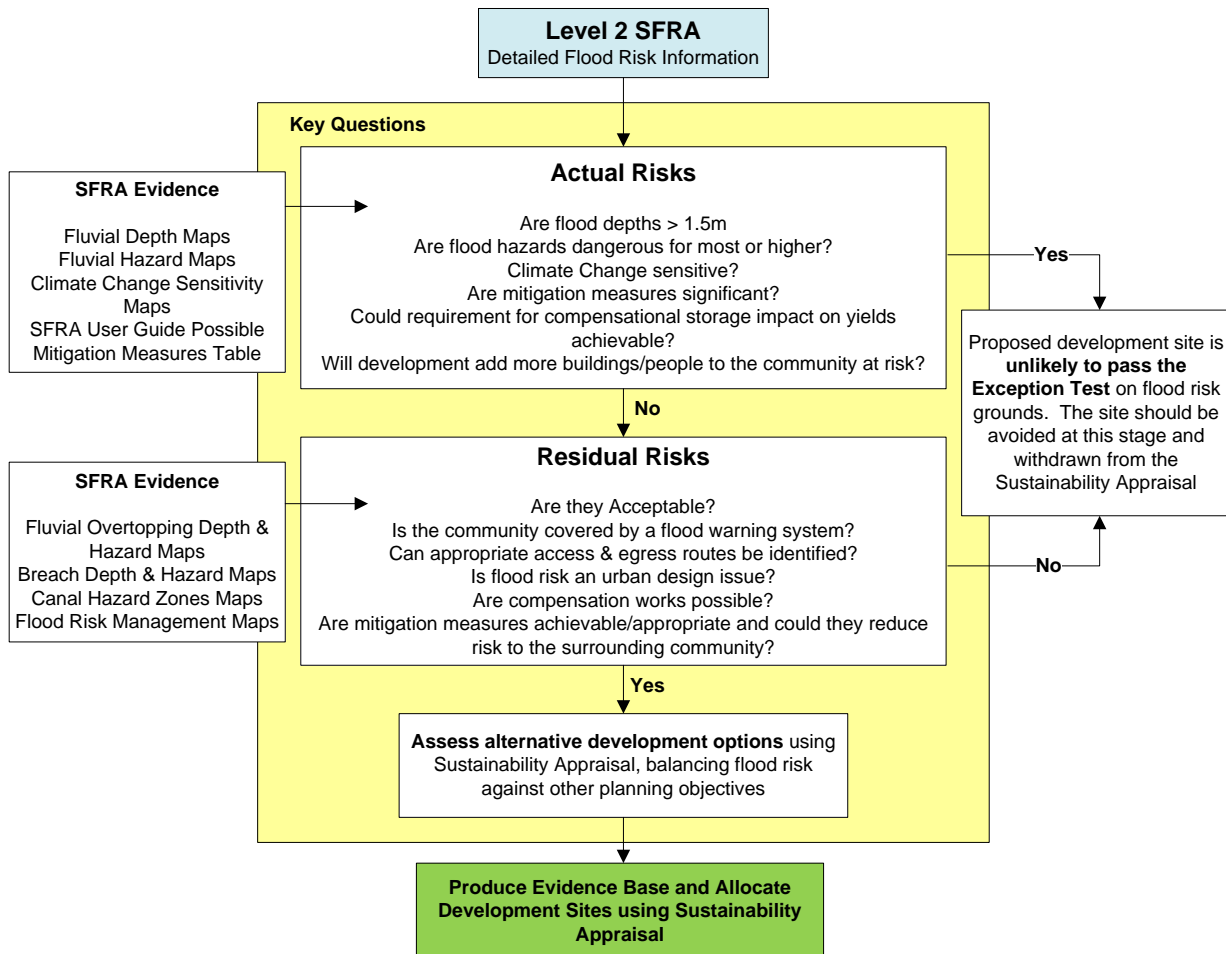 Level 2 SFRA
Detailed Flood Risk Information
Key Questions
SFRA Evidence
Fluvial Depth Maps
Fluvial Hazard Maps
Climate Change Sensitivity
Maps
SFRA User Guide Possible
Mitigation Measures Table
Actual Risks
Are flood depths > 1.5m
Are flood hazards dangerous for most or higher?
Climate Change sensitive?
Are mitigation measures significant?
Could requirement for compensational storage impact on yields
achievable?
Will development add more buildings/people to the community at risk?
Yes
Proposed development site is
unlikely to pass the
Exception Test on flood risk
grounds. The site should be
avoided at this stage and
withdrawn from the
Sustainability Appraisal
No
SFRA Evidence
Fluvial Overtopping Depth &
Hazard Maps
Breach Depth & Hazard Maps
Canal Hazard Zones Maps
Flood Risk Management Maps
Residual Risks
Are they Acceptable?
Is the community covered by a flood warning system?
Can appropriate access & egress routes be identified?
Is flood risk an urban design issue?
Are compensation works possible?
Are mitigation measures achievable/appropriate and could they reduce
risk to the surrounding community?
No
Yes
Assess alternative development options using
Sustainability Appraisal, balancing flood risk
against other planning objectives
Produce Evidence Base and Allocate
Development Sites using Sustainability
Appraisal